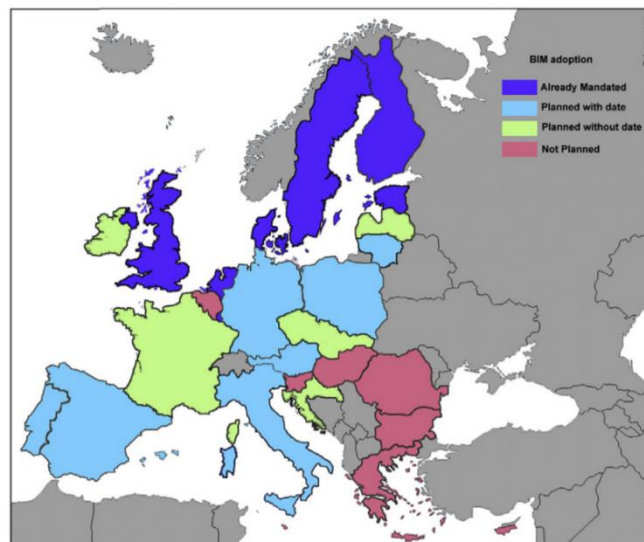 BIM adoption
Already Mandated
Planned with date
Planned without date
Not Planned